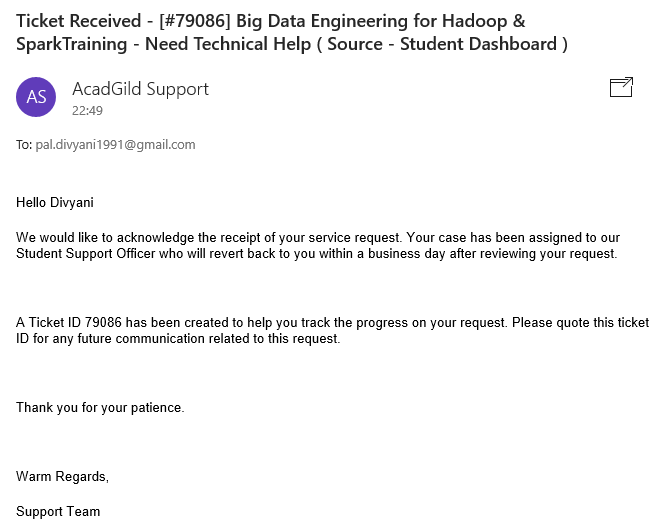 Ticket Received - [#79086] Big Data Engineering for Hadoop &
SparkTraining - Need Technical Help ( Source - Student Dashboard )
AS
AcadGild Support
22:49
To: pal.divyani1991@gmail.com
Hello Divyani
We would like to acknowledge the receipt of your service request. Your case has been assigned to our
Student Support Officer who will revert back to you within a business day after reviewing your request.
A Ticket ID 79086 has been created to help you track the progress on your request. Please quote this ticket
ID for any future communication related to this request.
Thank you for your patience.
Warm Regards,
Support Team